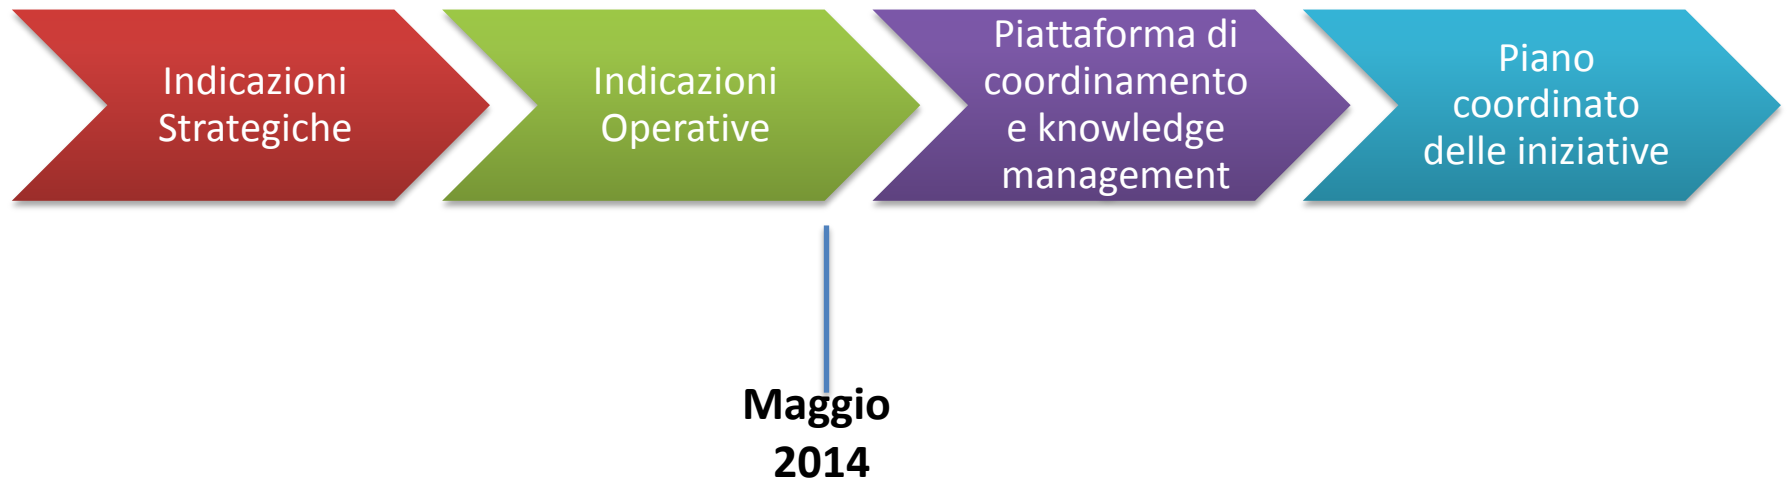 Indicazioni
Strategiche
Indicazioni
Operative
Piattaforma di
coordinamento
e knowledge
management
Piano
coordinato
delle iniziative
Maggio
2014